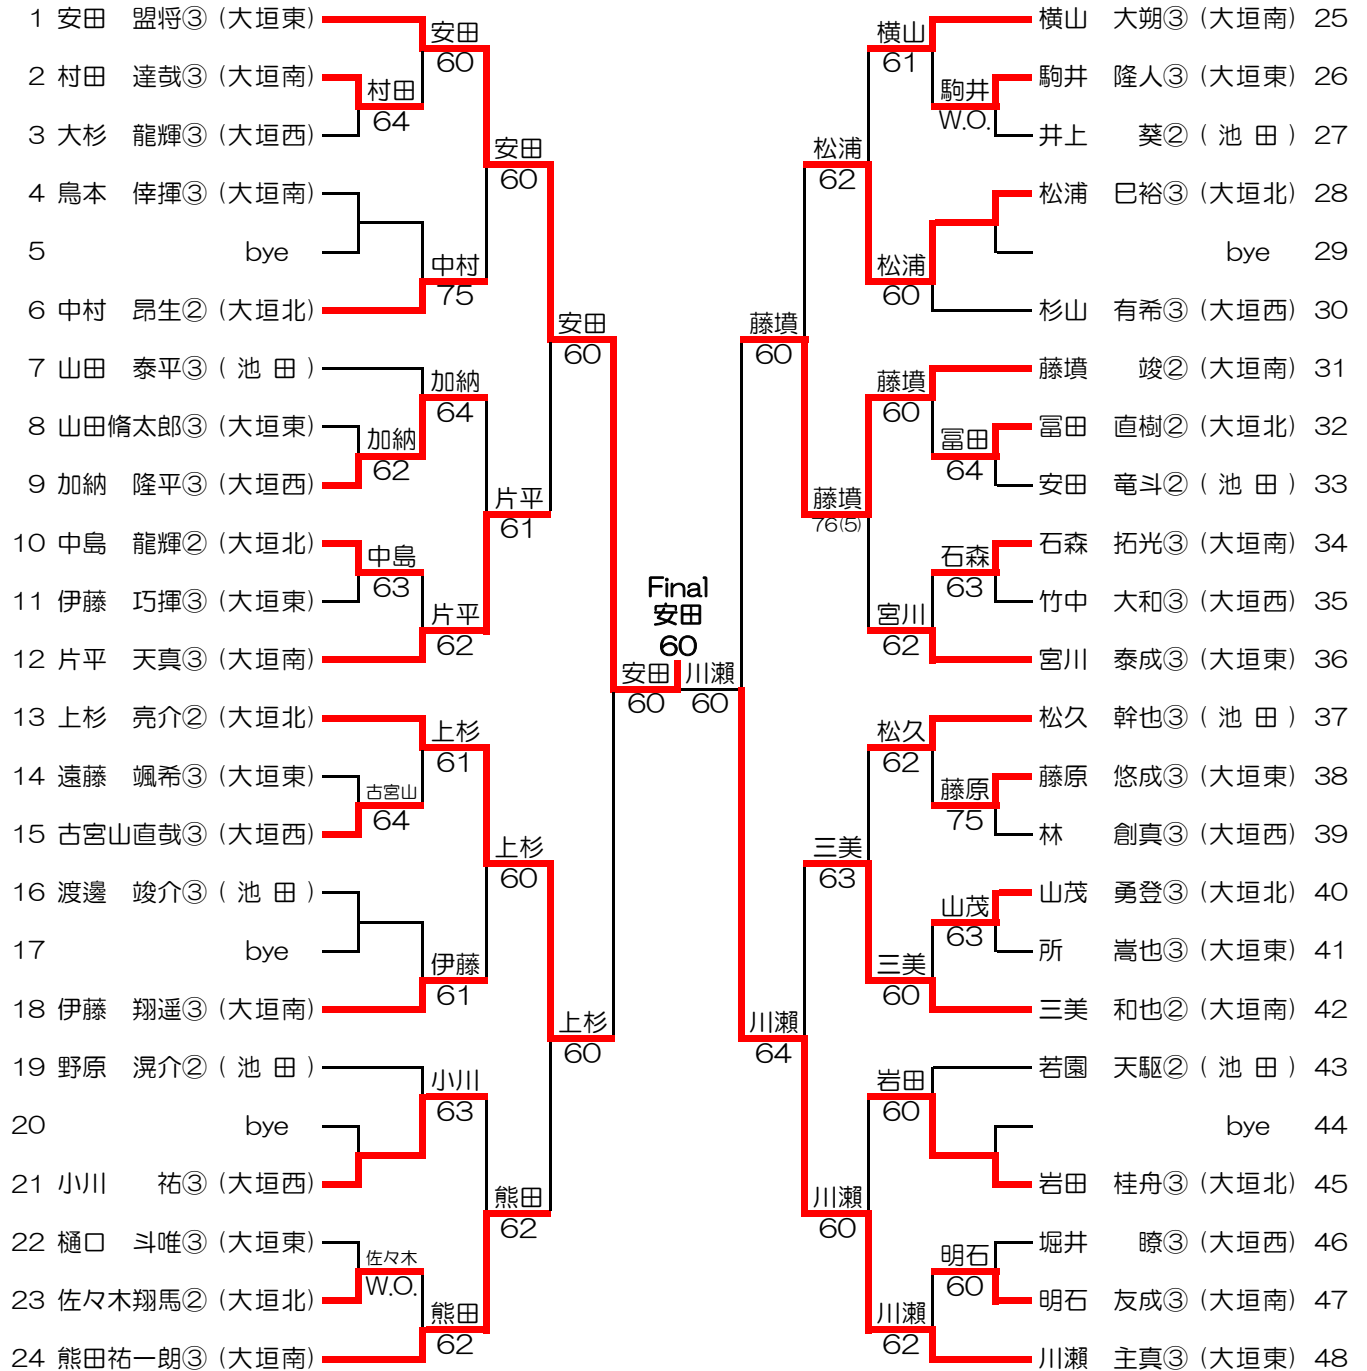 1 安田 盟将③ (大垣東)
2 村田 達哉③ (大垣南)
3 大杉 龍輝③ (大垣西)
4 鳥本 倖揮③ (大垣南)
5 bye
6 中村 昂生② (大垣北)
7 山田 泰平③ ( 池 田 )
8 山田脩太郎③ (大垣東)
9 加納 隆平③ (大垣西)
10 中島 龍輝② (大垣北)
11 伊藤 巧揮③ (大垣東)
12 片平 天真③ (大垣南)
13 上杉 亮介② (大垣北)
14 遠藤 颯希③ (大垣東)
15 古宮山直哉③ (大垣西)
16 渡邊 竣介③ ( 池 田 )
17 bye
18 伊藤 翔遥③ (大垣南)
19 野原 滉介② ( 池 田 )
20 bye
21 小川 祐③ (大垣西)
22 樋口 斗唯③ (大垣東)
23 佐々木翔馬② (大垣北)
24 熊田祐一朗③ (大垣南)
村田
64
加納
62
中島
63
古宮山
64
佐々木
W.O.
安田
60
中村
75
加納
64
片平
62
上杉
61
伊藤
61
小川
63
熊田
62
安田
60
片平
61
上杉
60
熊田
62
安田
60
上杉
60
安田
60
Final
安田
60
川瀬
60
藤墳
60
川瀬
64
松浦
62
藤墳
76(5)
三美
63
川瀬
60
横山
61
松浦
60
藤墳
60
宮川
62
松久
62
三美
60
岩田
60
川瀬
62
駒井
W.O.
冨田
64
石森
63
藤原
75
山茂
63
明石
60
横山 大朔③ (大垣南) 25
駒井 隆人③ (大垣東) 26
井上 葵② ( 池 田 ) 27
松浦 巳裕③ (大垣北) 28
bye 29
杉山 有希③ (大垣西) 30
藤墳 竣② (大垣南) 31
冨田 直樹② (大垣北) 32
安田 竜斗② ( 池 田 ) 33
石森 拓光③ (大垣南) 34
竹中 大和③ (大垣西) 35
宮川 泰成③ (大垣東) 36
松久 幹也③ ( 池 田 ) 37
藤原 悠成③ (大垣東) 38
林 創真③ (大垣西) 39
山茂 勇登③ (大垣北) 40
所 嵩也③ (大垣東) 41
三美 和也② (大垣南) 42
若園 天駆② ( 池 田 ) 43
bye 44
岩田 桂舟③ (大垣北) 45
堀井 暸③ (大垣西) 46
明石 友成③ (大垣南) 47
川瀬 主真③ (大垣東) 48